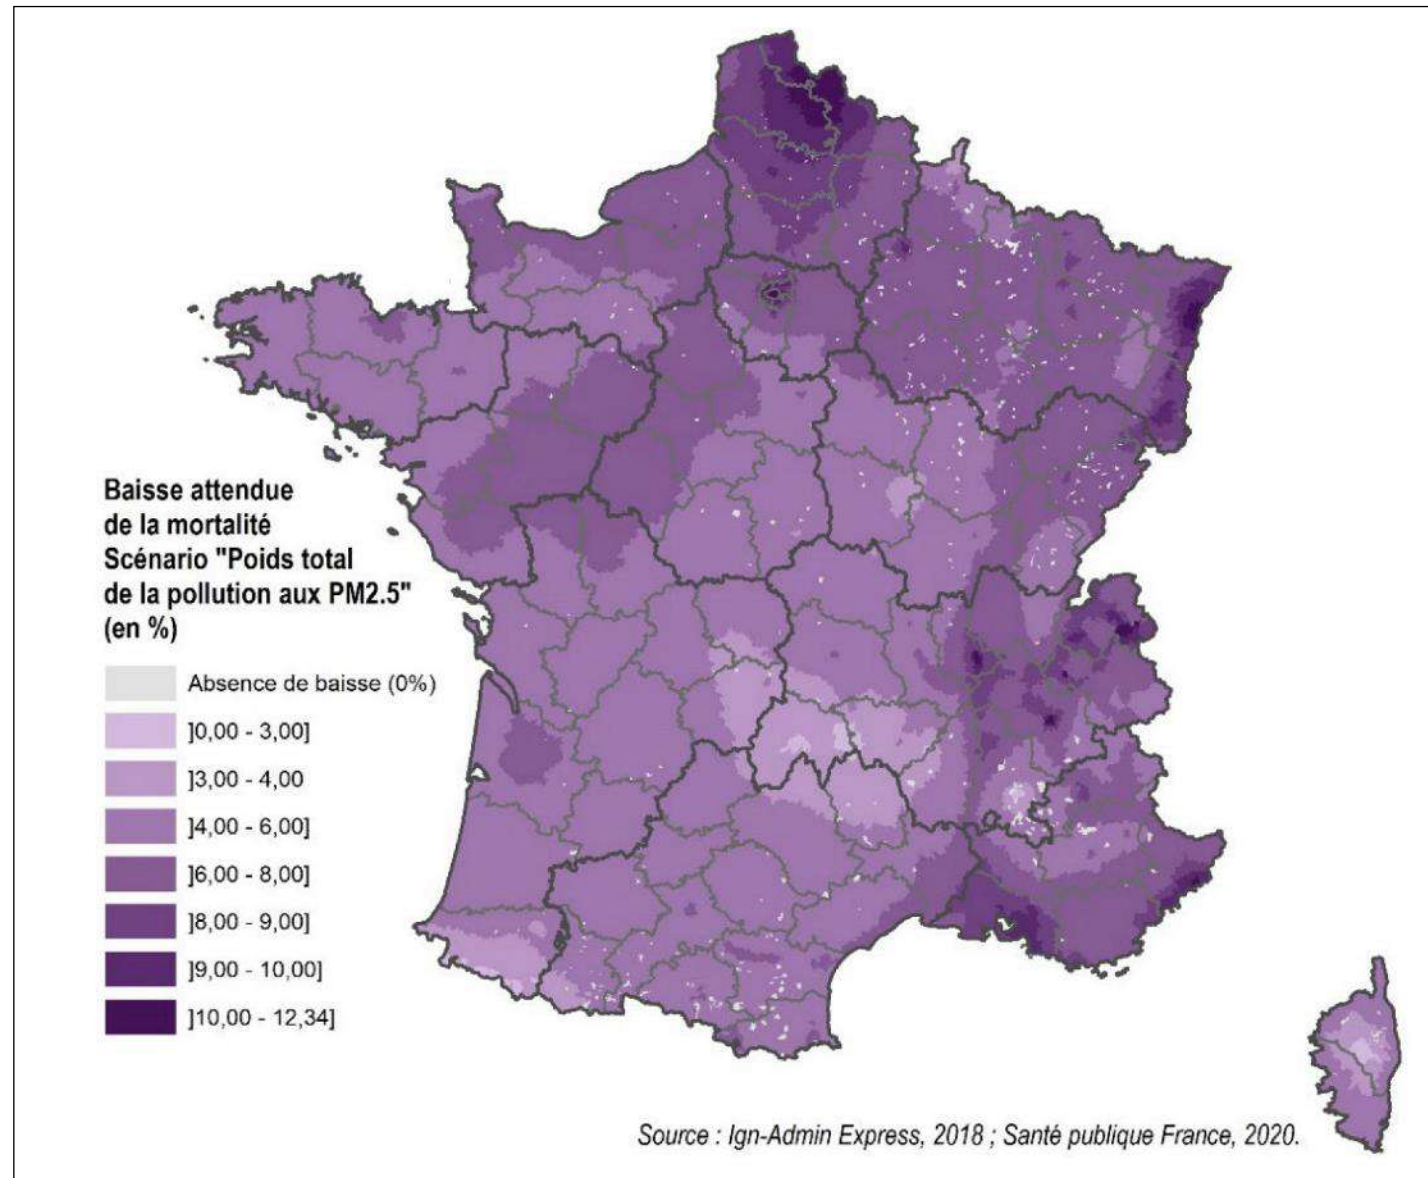 Baisse attendue
de la mortalité
Scénario "Poids total
de la pollution aux PM2.5"
(en %)
Absence de baisse (0%)
]0,00 - 3,00]
]3,00 - 4,00
]4,00 - 6,00]
]6,00 - 8,00]
]8,00 - 9,00]
]9,00 - 10,00]
]10,00 - 12,34]
Source : Ign-Admin Express, 2018 ; Santé publique France, 2020.